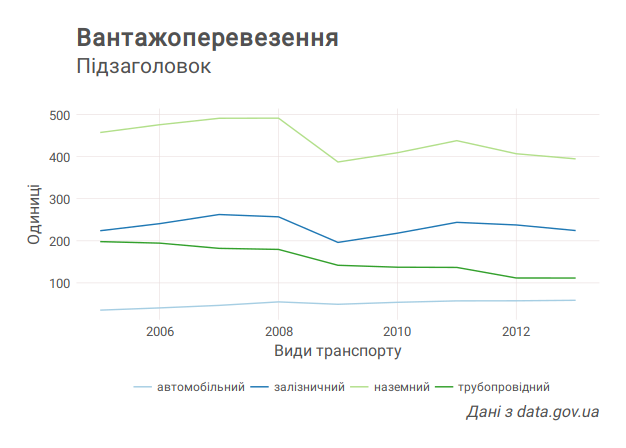 Вантажоперевезення
Підзаголовок
500
400
300
200
100
Одиниці
2006 2008 2010 2012
Види транспорту
автомобільний залізничний наземний трубопровідний
Дані з data.gov.ua